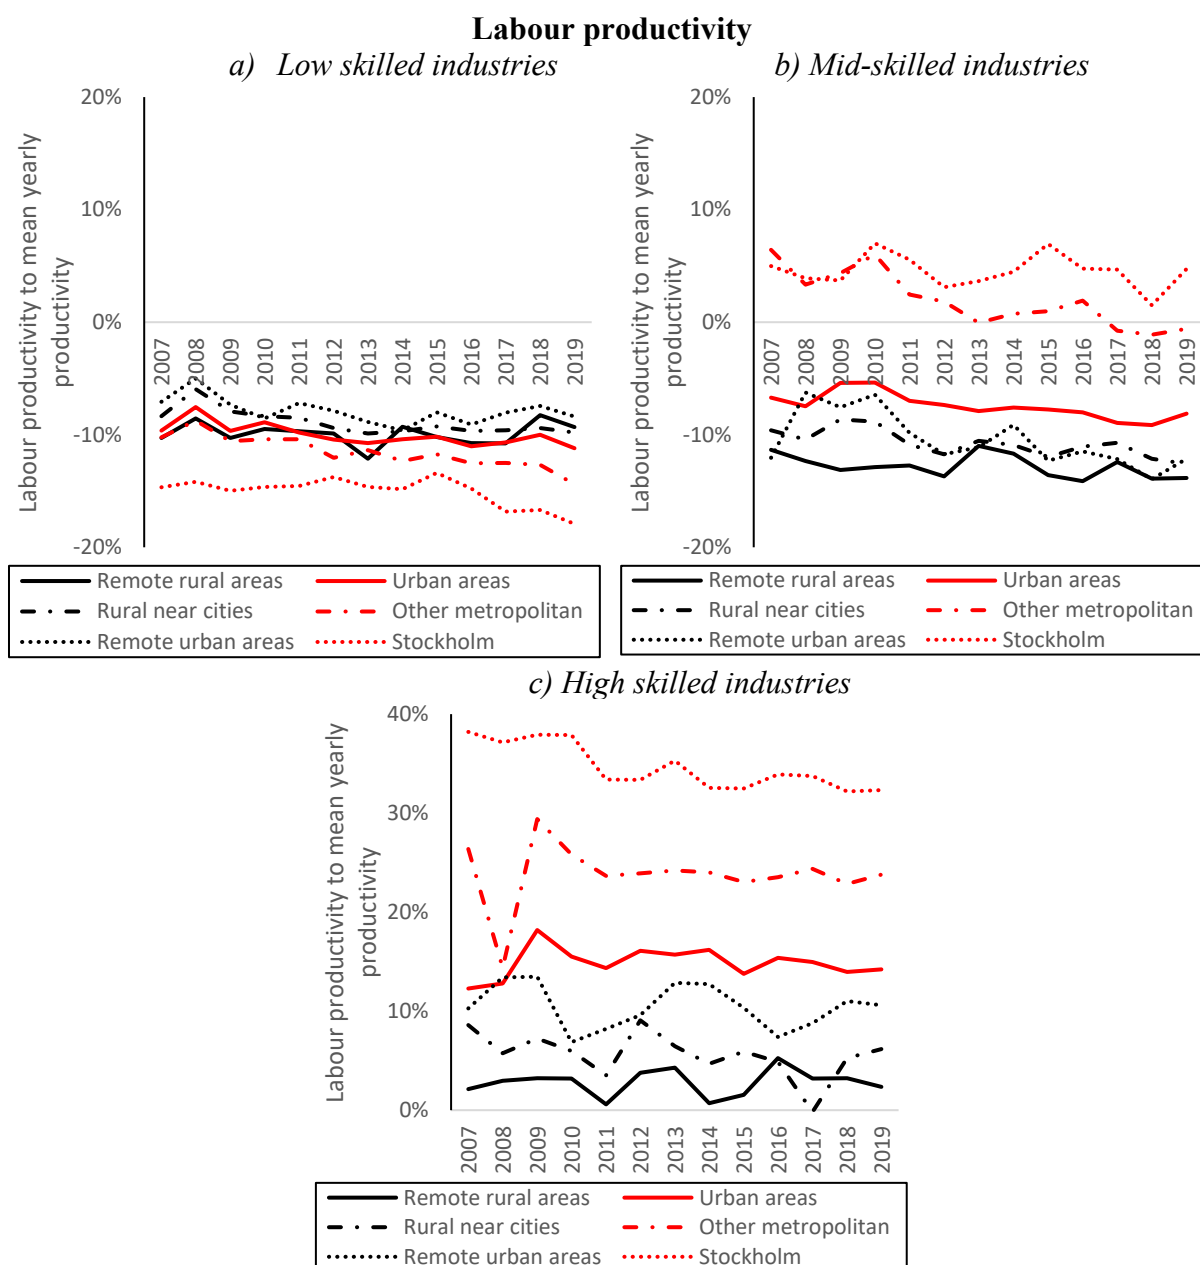 Labour productivity
a) Low skilled industries
20%
10%
0%
-10%
-20%
Labour productivity to mean yearly
productivity
2007 2008 2009 2010 2011 2012 2013 2014 2015 2016 2017 2018 2019
Remote rural areas Urban areas
Rural near cities Other metropolitan
Remote urban areas Stockholm
b) Mid-skilled industries
20%
10%
0%
-10%
-20%
Labour productivity to mean yearly
productivity
2007 2008 2009 2010 2011 2012 2013 2014 2015 2016 2017 2018 2019
Remote rural areas Urban areas
Rural near cities Other metropolitan
Remote urban areas Stockholm
c) High skilled industries
40%
30%
20%
10%
0%
Labour productivity to mean yearly
productivity
2007 2008 2009 2010 2011 2012 2013 2014 2015 2016 2017 2018 2019
Remote rural areas Urban areas
Rural near cities Other metropolitan
Remote urban areas Stockholm